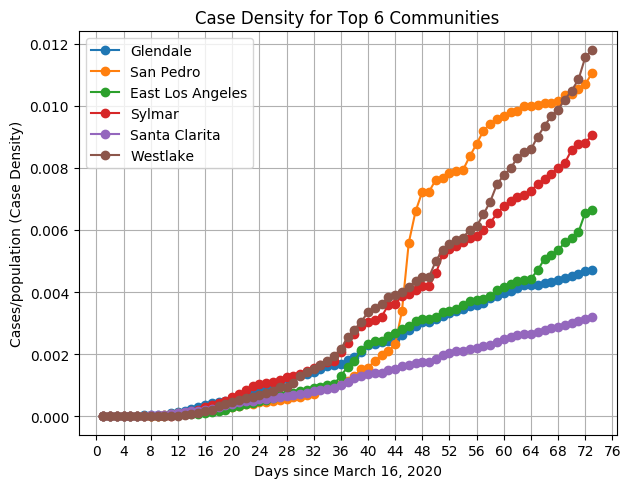 Case Density for Top 6 Communities
Glendale
San Pedro
East Los Angeles
Sylmar
Santa Clarita
Westlake
Cases/population (Case Density)
0.012
0.010
0.008
0.006
0.004
0.002
0.000
0 4 8 12 16 20 24 28 32 36 40 44 48 52 56 60 64 68 72 76
Days since March 16, 2020